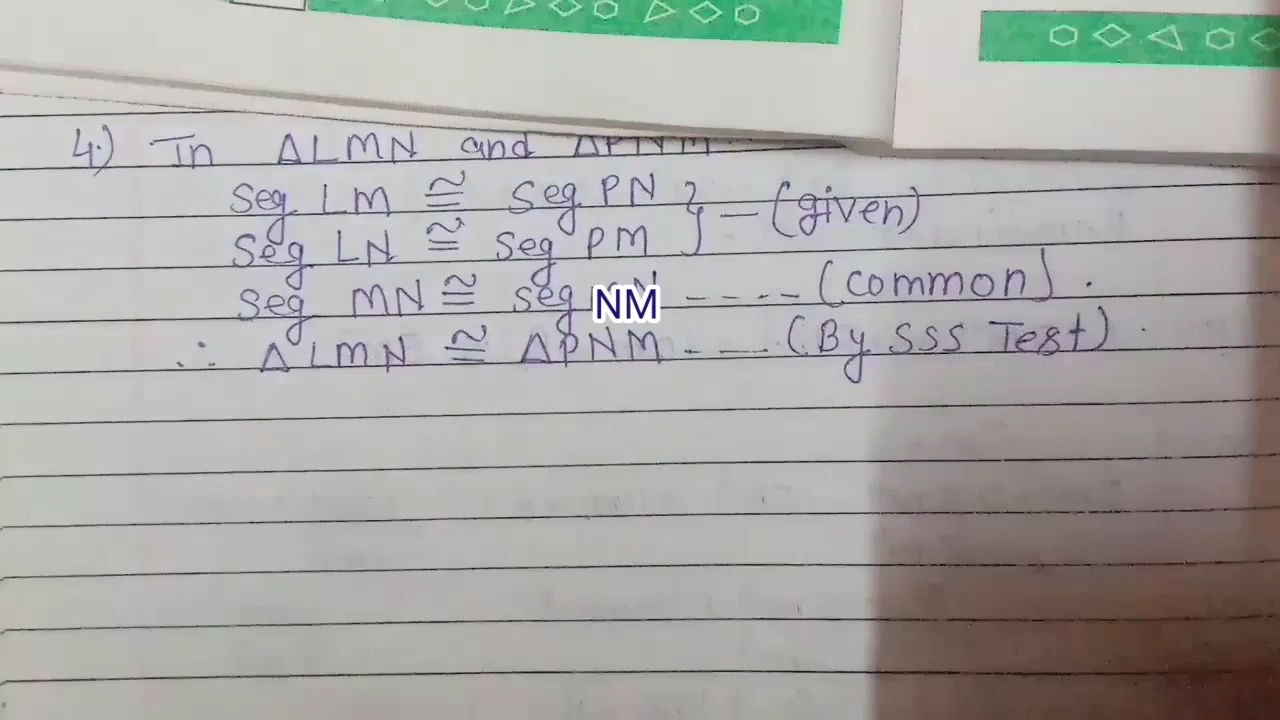 4.) In ΔLMN and ΔPNM
Seg LM ≅ Seg PN } — (given)
Seg LN ≅ Seg PM
Seg MN ≅ seg NM ---- (common).
∴ ΔLMN ≅ ΔPNM - -- (By SSS Test).